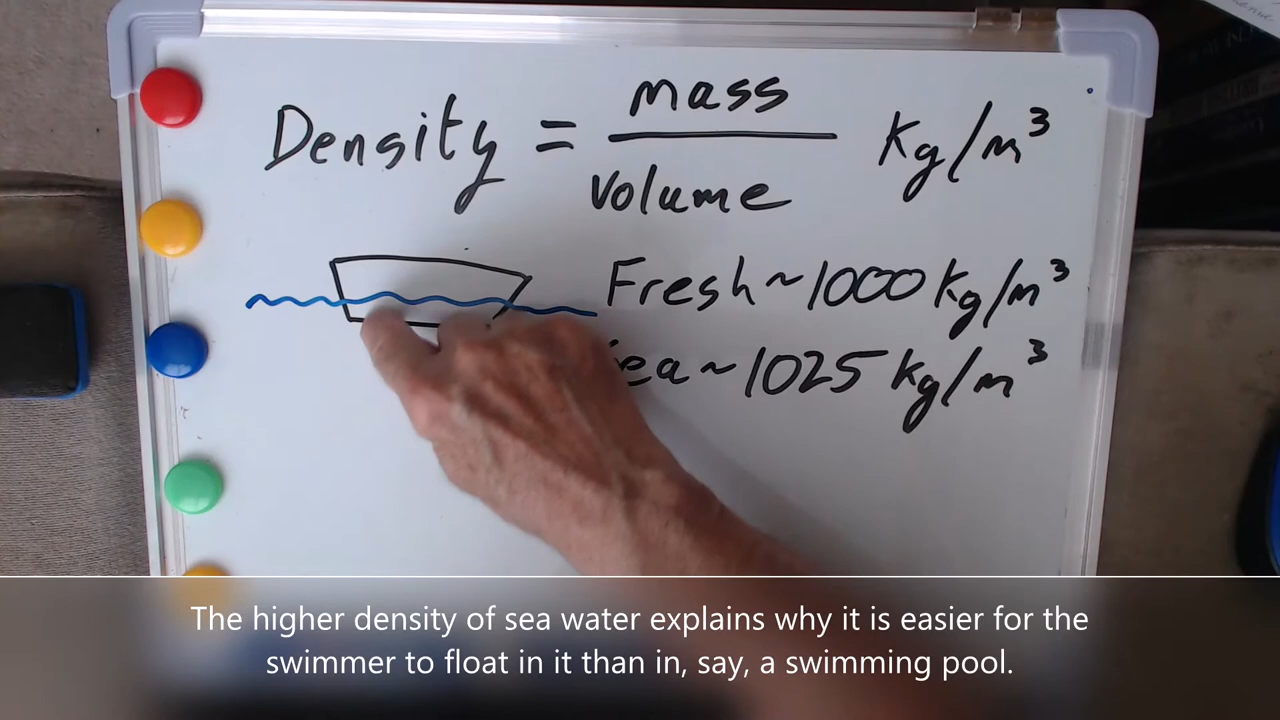 Density = mass / volume Kg/m³
Fresh ~ 1000 Kg/m³
ea ~ 1025 Kg/m³
The higher density of sea water explains why it is easier for the
swimmer to float in it than in, say, a swimming pool.